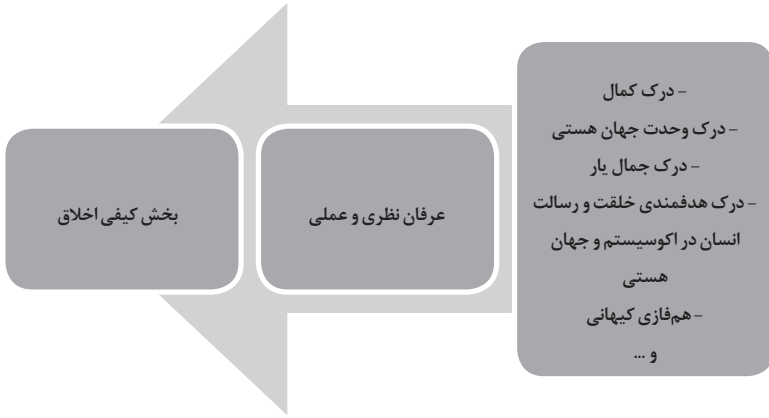 - درک کمال
- درک وحدت جهان هستی
- درک جمال یار
- درک هدفمندی خلقت و رسالت
انسان در اکوسیستم و جهان
هستی
- هم‌فازی کیهانی
و ...
عرفان نظری و عملی
بخش کیفی اخلاق